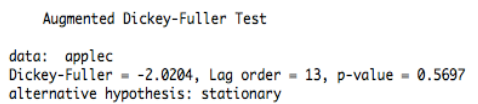 Augmented Dickey-Fuller Test
data: applec
Dickey-Fuller = -2.0204, Lag order = 13, p-value = 0.5697
alternative hypothesis: stationary